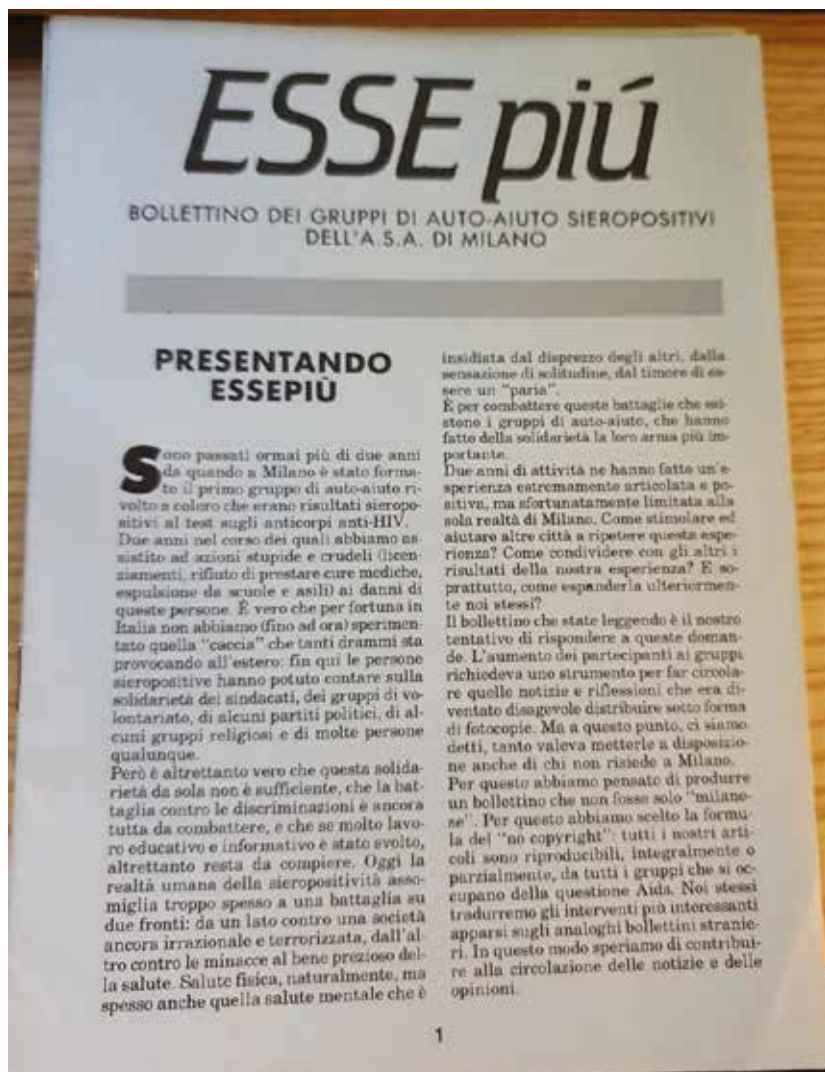 ESSE piú
BOLLETTINO DEI GRUPPI DI AUTO-AIUTO SIEROPOSITIVI
DELL'A.S.A. DI MILANO
PRESENTANDO
ESSEPIÙ
Sono passati ormai più di due anni
da quando a Milano è stato forma-
to il primo gruppo di auto-aiuto ri-
volto a coloro che erano risultati sieropo-
sitivi al test sugli anticorpi anti-HIV.
Due anni nel corso dei quali abbiamo as-
sistito ad azioni stupide e crudeli (licen-
ziamenti, rifiuto di prestare cure mediche,
espulsione da scuole e asili) ai danni di
queste persone. È vero che per fortuna in
Italia non abbiamo (fino ad ora) sperimen-
tato quella "caccia" che tanti drammi sta
provocando all'estero: fin qui le persone
sieropositive hanno potuto contare sulla
solidarietà dei sindacati, dei gruppi di vo-
lontariato, di alcuni partiti politici, di al-
cuni gruppi religiosi e di molte persone
qualunque.
Però è altrettanto vero che questa solida-
rietà da sola non è sufficiente, che la bat-
taglia contro le discriminazioni è ancora
tutta da combattere, e che se molto lavo-
ro educativo e informativo è stato svolto,
altrettanto resta da compiere. Oggi la
realtà umana della sieropositività asso-
miglia troppo spesso a una battaglia su
due fronti: da un lato contro una società
ancora irrazionale e terrorizzata, dall'al-
tro contro le minacce al bene prezioso del-
la salute. Salute fisica, naturalmente, ma
spesso anche quella salute mentale che è
insidiata dal disprezzo degli altri, dalla
sensazione di solitudine, dal timore di es-
sere un "paria".
È per combattere queste battaglie che esi-
stono i gruppi di auto-aiuto, che hanno
fatto della solidarietà la loro arma più im-
portante.
Due anni di attività ne hanno fatto un'e-
sperienza estremamente articolata e po-
sitiva, ma sfortunatamente limitata alla
sola realtà di Milano. Come stimolare ed
aiutare altre città a ripetere questa espe-
rienza? Come condividere con gli altri i
risultati della nostra esperienza? E so-
prattutto, come espanderla ulteriormen-
te noi stessi?
Il bollettino che state leggendo è il nostro
tentativo di rispondere a queste doman-
de. L'aumento dei partecipanti ai gruppi
richiedeva uno strumento per far circola-
re quelle notizie e riflessioni che era di-
ventato disagevole distribuire sotto forma
di fotocopie. Ma a questo punto, ci siamo
detti, tanto valeva metterle a disposizio-
ne anche di chi non risiede a Milano.
Per questo abbiamo pensato di produrre
un bollettino che non fosse solo "milane-
se". Per questo abbiamo scelto la formu-
la del "no copyright": tutti i nostri arti-
coli sono riproducibili, integralmente o
parzialmente, da tutti i gruppi che si oc-
cupano della questione Aids. Noi stessi
tradurremo gli interventi più interessanti
apparsi sugli analoghi bollettini stranie-
ri. In questo modo speriamo di contribui-
re alla circolazione delle notizie e delle
opinioni.
1